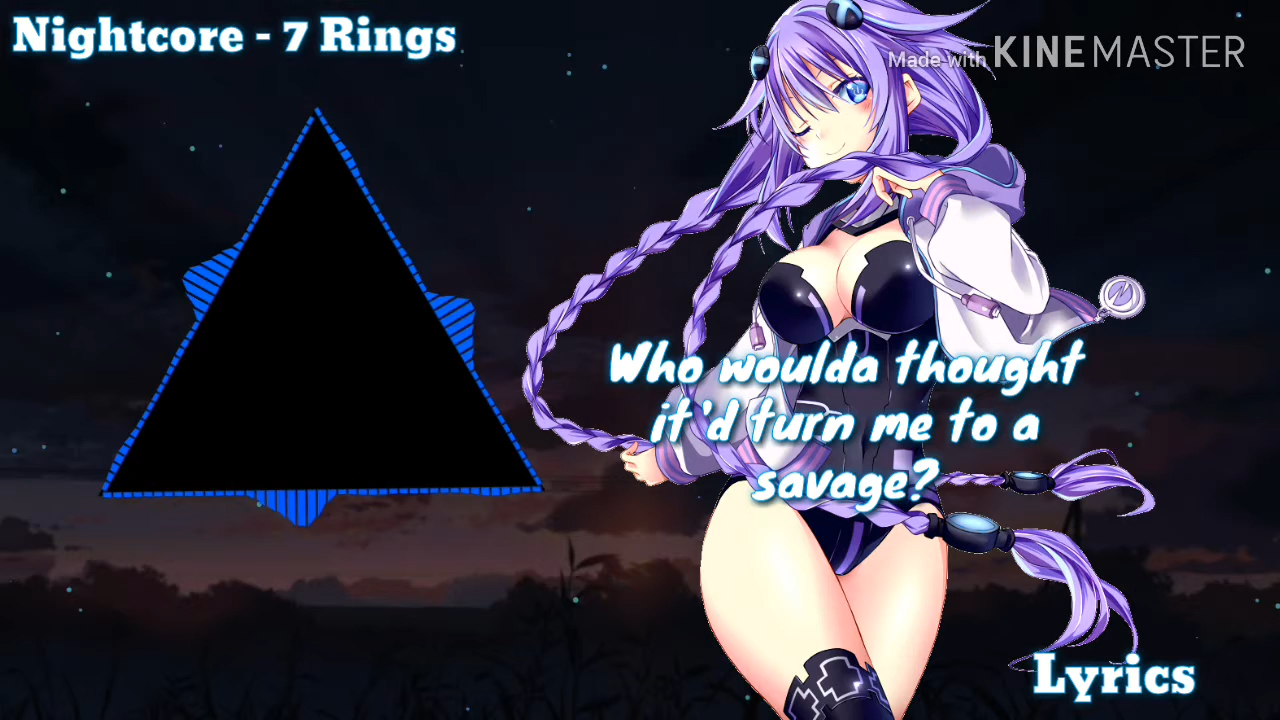 Nightcore - 7 Rings
Made with KINEMASTER
Who woulda thought
it'd turn me to a
savage?
Lyrics